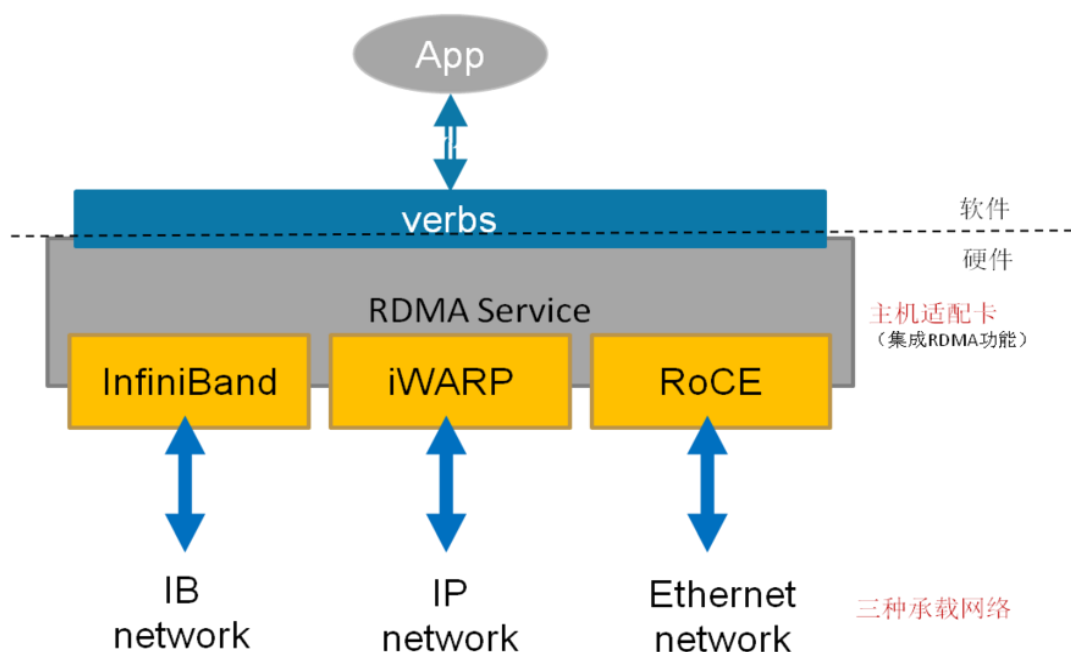 App
verbs
软件
硬件
RDMA Service
主机适配卡
（集成RDMA功能）
InfiniBand
iWARP
RoCE
IB
network
IP
network
Ethernet
network
三种承载网络